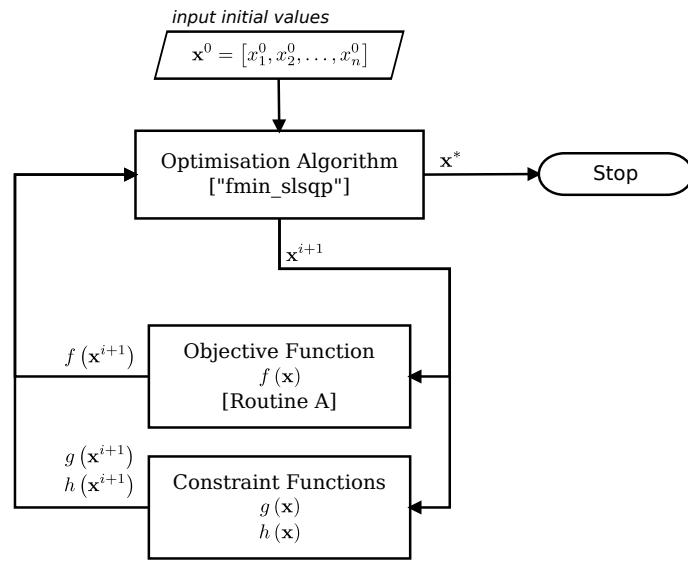 input initial values
x⁰ = [x₁⁰, x₂⁰, . . . , xₙ⁰]
Optimisation Algorithm
["fmin_slsqp"]
x*
Stop
xⁱ⁺¹
f (xⁱ⁺¹)
Objective Function
f (x)
[Routine A]
g (xⁱ⁺¹)
h (xⁱ⁺¹)
Constraint Functions
g (x)
h (x)